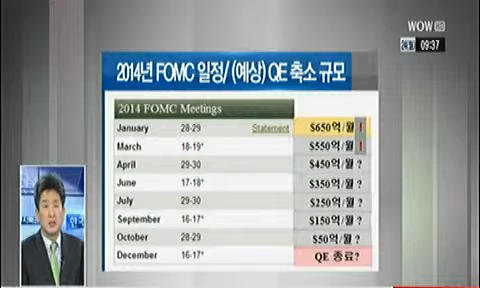 WOW HD
09:37
2014년 FOMC 일정/ (예상) QE 축소 규모
2014 FOMC Meetings
January 28-29 Statement $650억/월 !
March 18-19* $550억/월 !
April 29-30 $450억/월 ?
June 17-18* $350억/월 ?
July 29-30 $250억/월 ?
September 16-17* $150억/월 ?
October 28-29 $50억/월 ?
December 16-17* QE 종료?